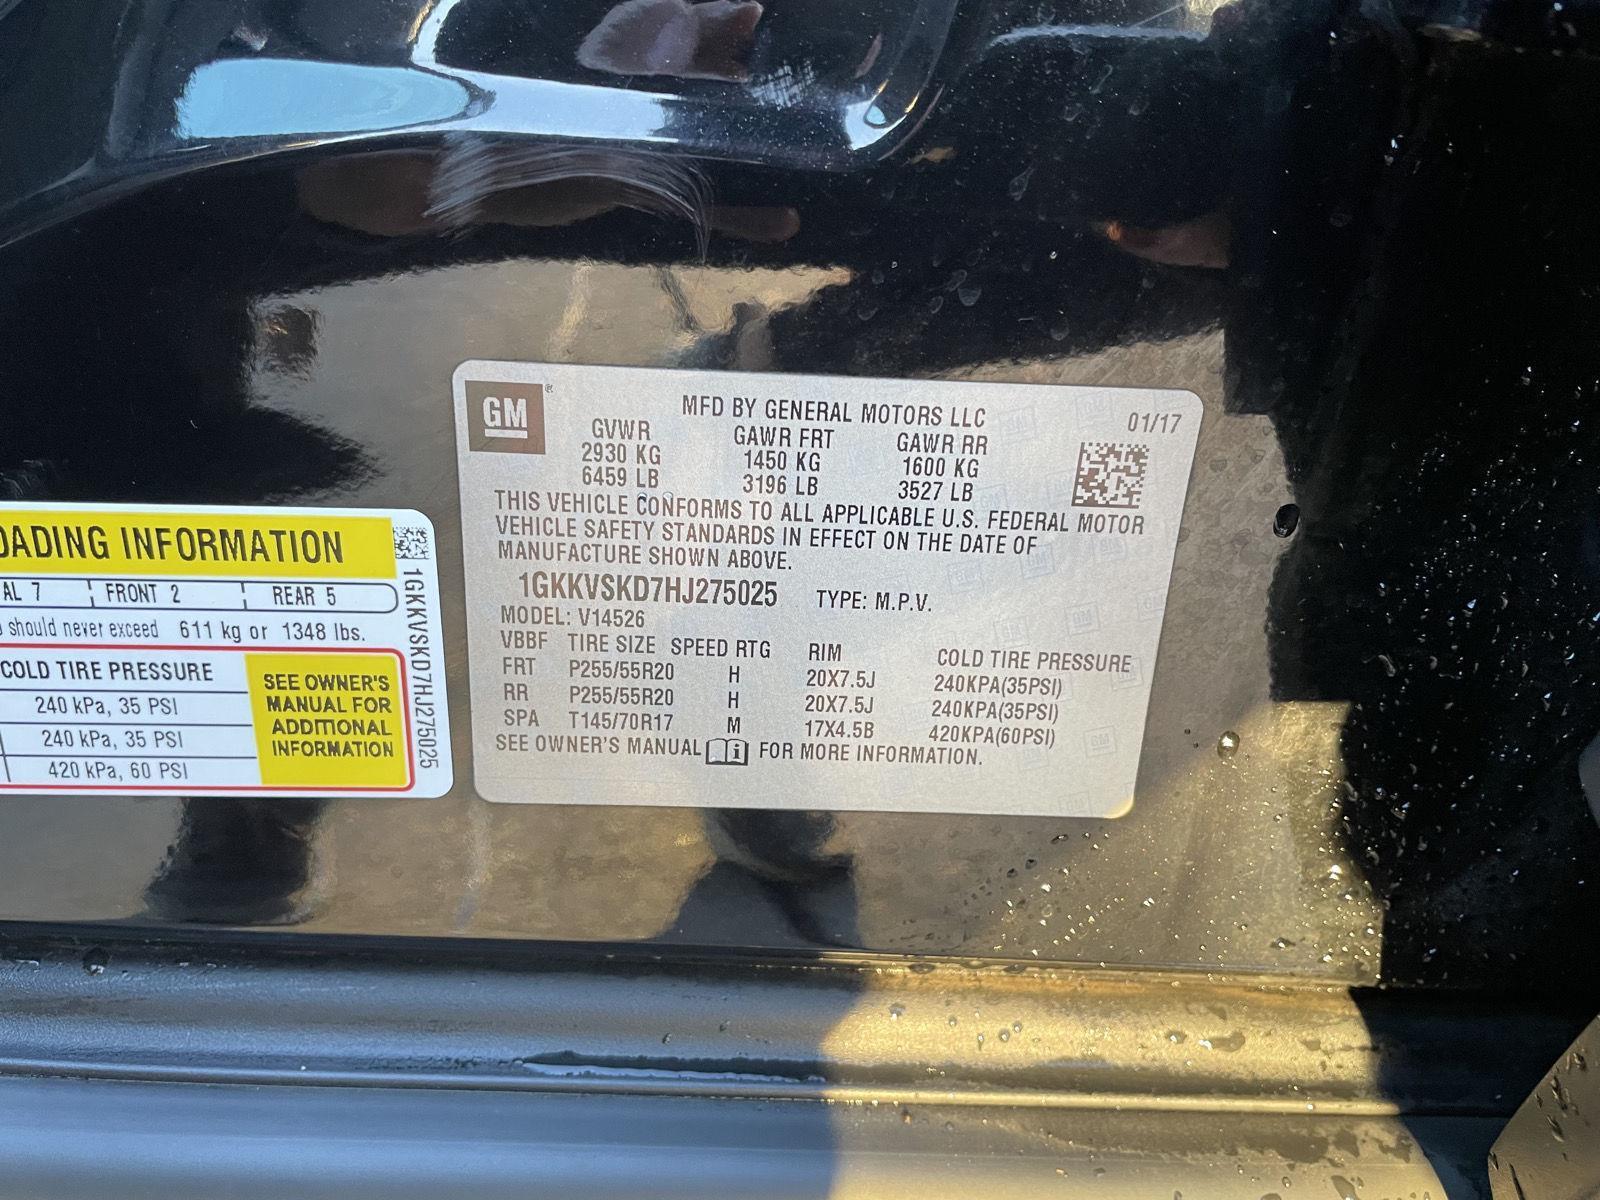 GM
MFD BY GENERAL MOTORS LLC
01/17
GVWR GAWR FRT GAWR RR
2930 KG 1450 KG 1600 KG
6459 LB 3196 LB 3527 LB
THIS VEHICLE CONFORMS TO ALL APPLICABLE U.S. FEDERAL MOTOR
VEHICLE SAFETY STANDARDS IN EFFECT ON THE DATE OF
MANUFACTURE SHOWN ABOVE.
1GKKVSKD7HJ275025 TYPE: M.P.V.
MODEL: V14526
VBBF TIRE SIZE SPEED RTG RIM COLD TIRE PRESSURE
FRT P255/55R20 H 20X7.5J 240KPA(35PSI)
RR P255/55R20 H 20X7.5J 240KPA(35PSI)
SPA T145/70R17 M 17X4.5B 420KPA(60PSI)
SEE OWNER'S MANUAL FOR MORE INFORMATION.
OADING INFORMATION
AL 7 FRONT 2 REAR 5
should never exceed 611 kg or 1348 lbs.
COLD TIRE PRESSURE
240 kPa, 35 PSI
240 kPa, 35 PSI
420 kPa, 60 PSI
SEE OWNER'S
MANUAL FOR
ADDITIONAL
INFORMATION
1GKKVSKD7HJ275025